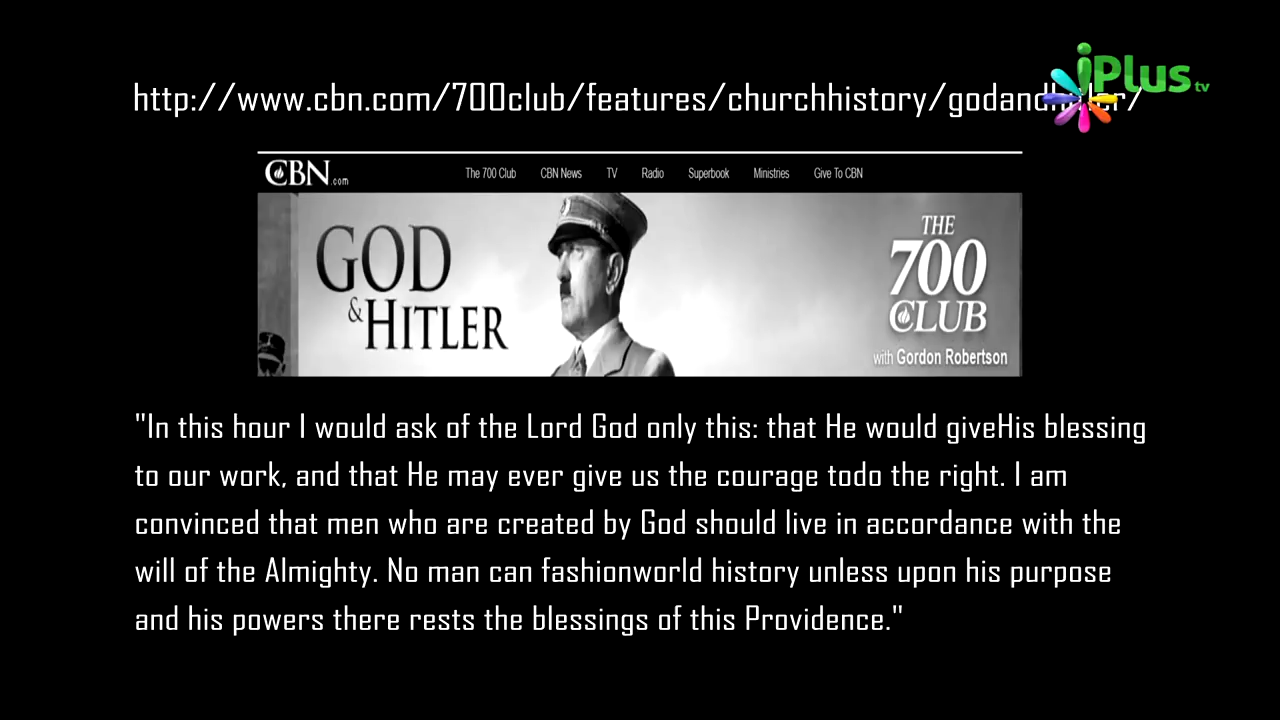 iPlus tv
http://www.cbn.com/700club/features/churchhistory/godandhitler/
CBN.com
The 700 Club CBN News TV Radio Superbook Ministries Give To CBN
GOD
& HITLER
THE
700
CLUB
with Gordon Robertson
"In this hour I would ask of the Lord God only this: that He would giveHis blessing
to our work, and that He may ever give us the courage todo the right. I am
convinced that men who are created by God should live in accordance with the
will of the Almighty. No man can fashionworld history unless upon his purpose
and his powers there rests the blessings of this Providence."